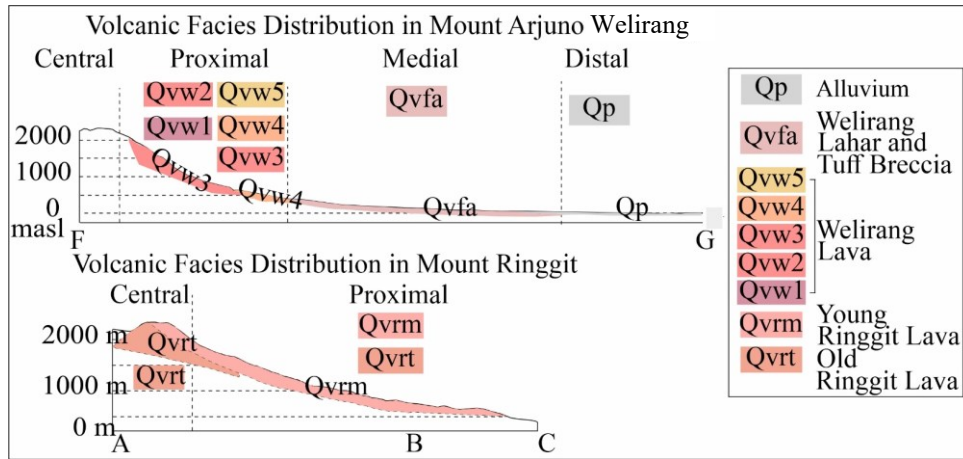 Volcanic Facies Distribution in Mount Arjuno Welirang
Central Proximal Medial Distal
Qvw2 Qvw5 Qvfa Qp
Qvw1 Qvw4
Qvw3
2000
1000
0
masl
Qvw3 Qvw4 Qvfa Qp
F G
Volcanic Facies Distribution in Mount Ringgit
Central Proximal
Qvrm
Qvrt
2000 m
1000 m
0 m
Qvrt
Qvrt
Qvrm
A B C
Qp Alluvium
Qvfa Welirang
Lahar and
Tuff Breccia
Qvw5
Qvw4
Qvw3
Qvw2
Qvw1
Welirang
Lava
Qvrm Young
Ringgit Lava
Qvrt Old
Ringgit Lava